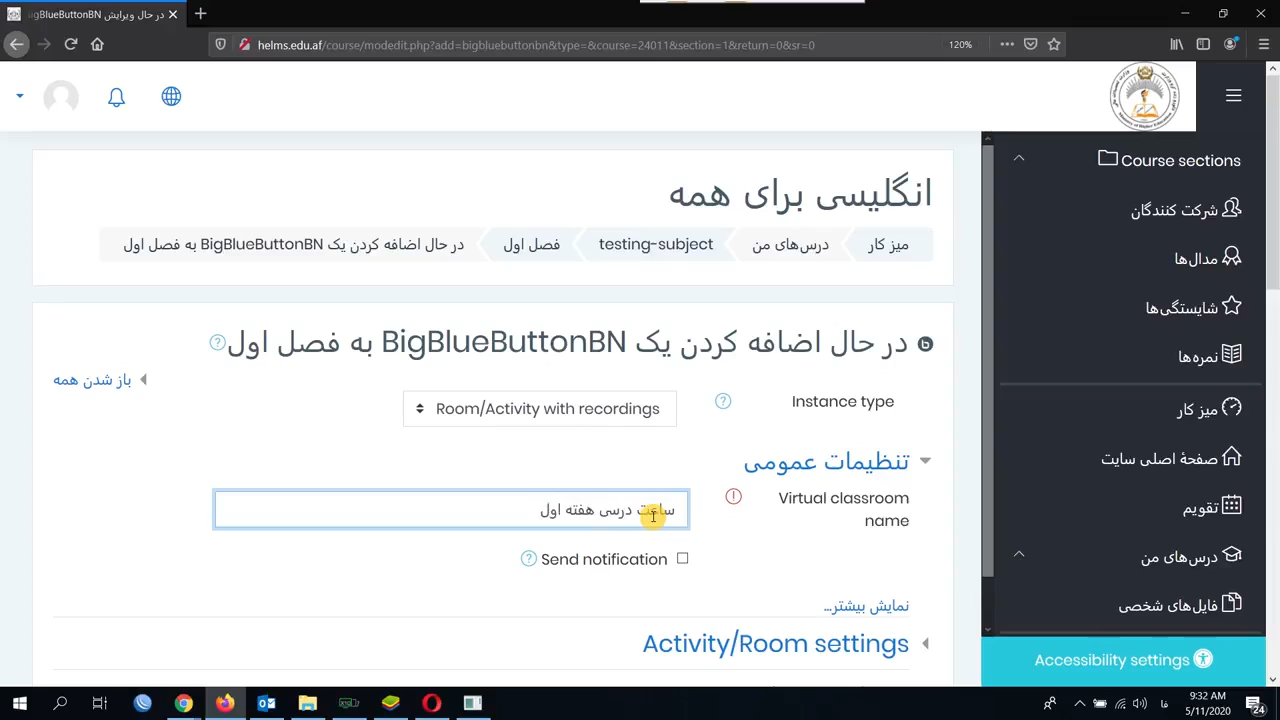 در حال ویرایش BigBlueButtonBN
helms.edu.af/course/modedit.php?add=bigbluebuttonbn&type=&course=24011&section=1&return=0&sr=0
120%
انگلیسی برای همه
میز کار
درس‌های من
testing-subject
فصل اول
در حال اضافه کردن یک BigBlueButtonBN به فصل اول
در حال اضافه کردن یک BigBlueButtonBN به فصل اول
باز شدن همه
Instance type
Room/Activity with recordings
تنظیمات عمومی
Virtual classroom
name
ساعت درسی هفته اول
Send notification
نمایش بیشتر...
Activity/Room settings
Course sections
شرکت کنندگان
مدال‌ها
شایستگی‌ها
نمره‌ها
میز کار
صفحهٔ اصلی سایت
تقویم
درس‌های من
فایل‌های شخصی
Accessibility settings
فا
9:32 AM
5/11/2020
24